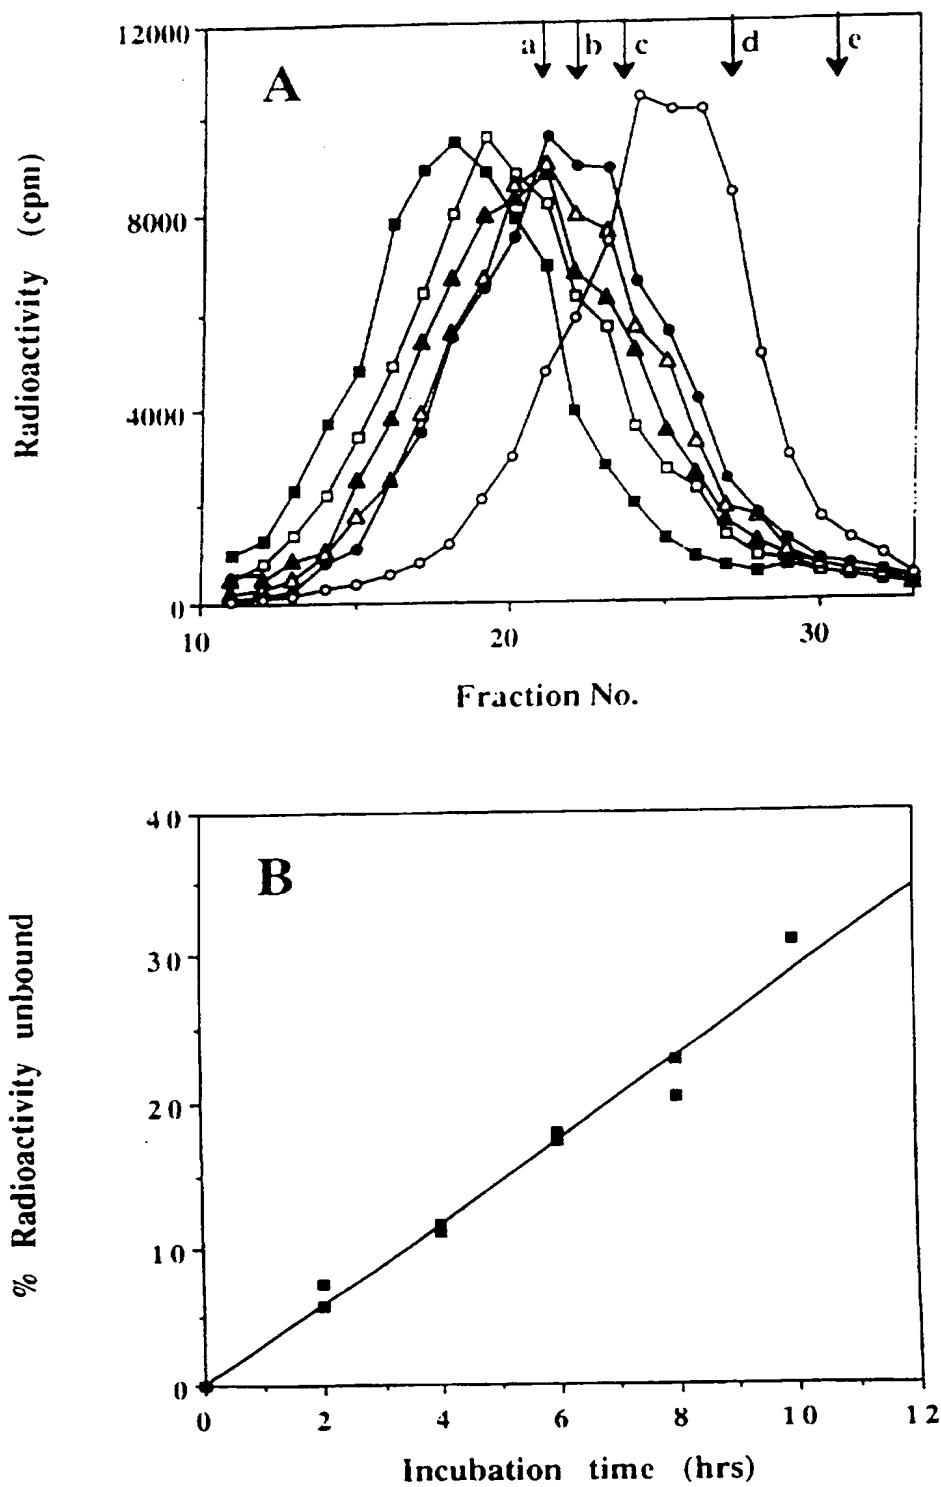 12000
a b c d e
A
8000
4000
0
10 20 30
Radioactivity (cpm)
Fraction No.
40
B
30
20
10
0
0 2 4 6 8 10 12
% Radioactivity unbound
Incubation time (hrs)